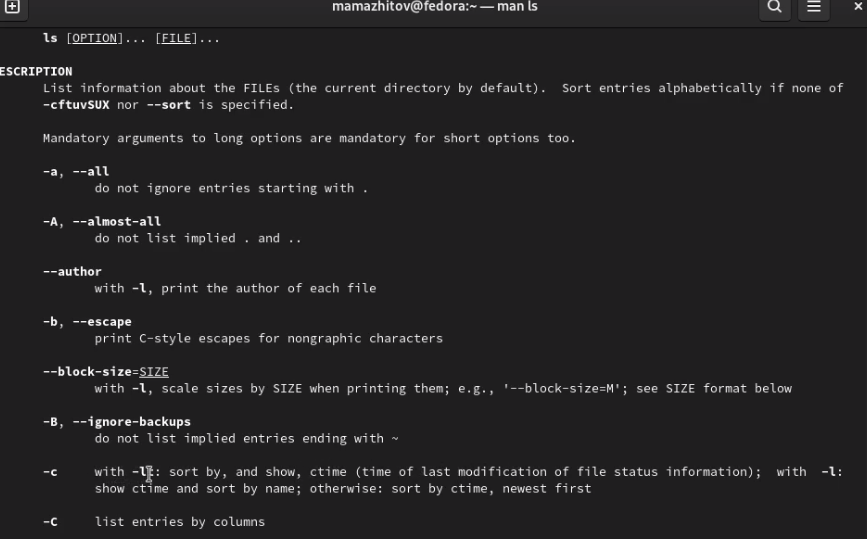 mamazhitov@fedora:~ — man ls
ls [OPTION]... [FILE]...
ESCRIPTION
List information about the FILEs (the current directory by default). Sort entries alphabetically if none of
-cftuvSUX nor --sort is specified.
Mandatory arguments to long options are mandatory for short options too.
-a, --all
do not ignore entries starting with .
-A, --almost-all
do not list implied . and ..
--author
with -l, print the author of each file
-b, --escape
print C-style escapes for nongraphic characters
--block-size=SIZE
with -l, scale sizes by SIZE when printing them; e.g., '--block-size=M'; see SIZE format below
-B, --ignore-backups
do not list implied entries ending with ~
-c with -lt: sort by, and show, ctime (time of last modification of file status information); with -l:
show ctime and sort by name; otherwise: sort by ctime, newest first
-C list entries by columns